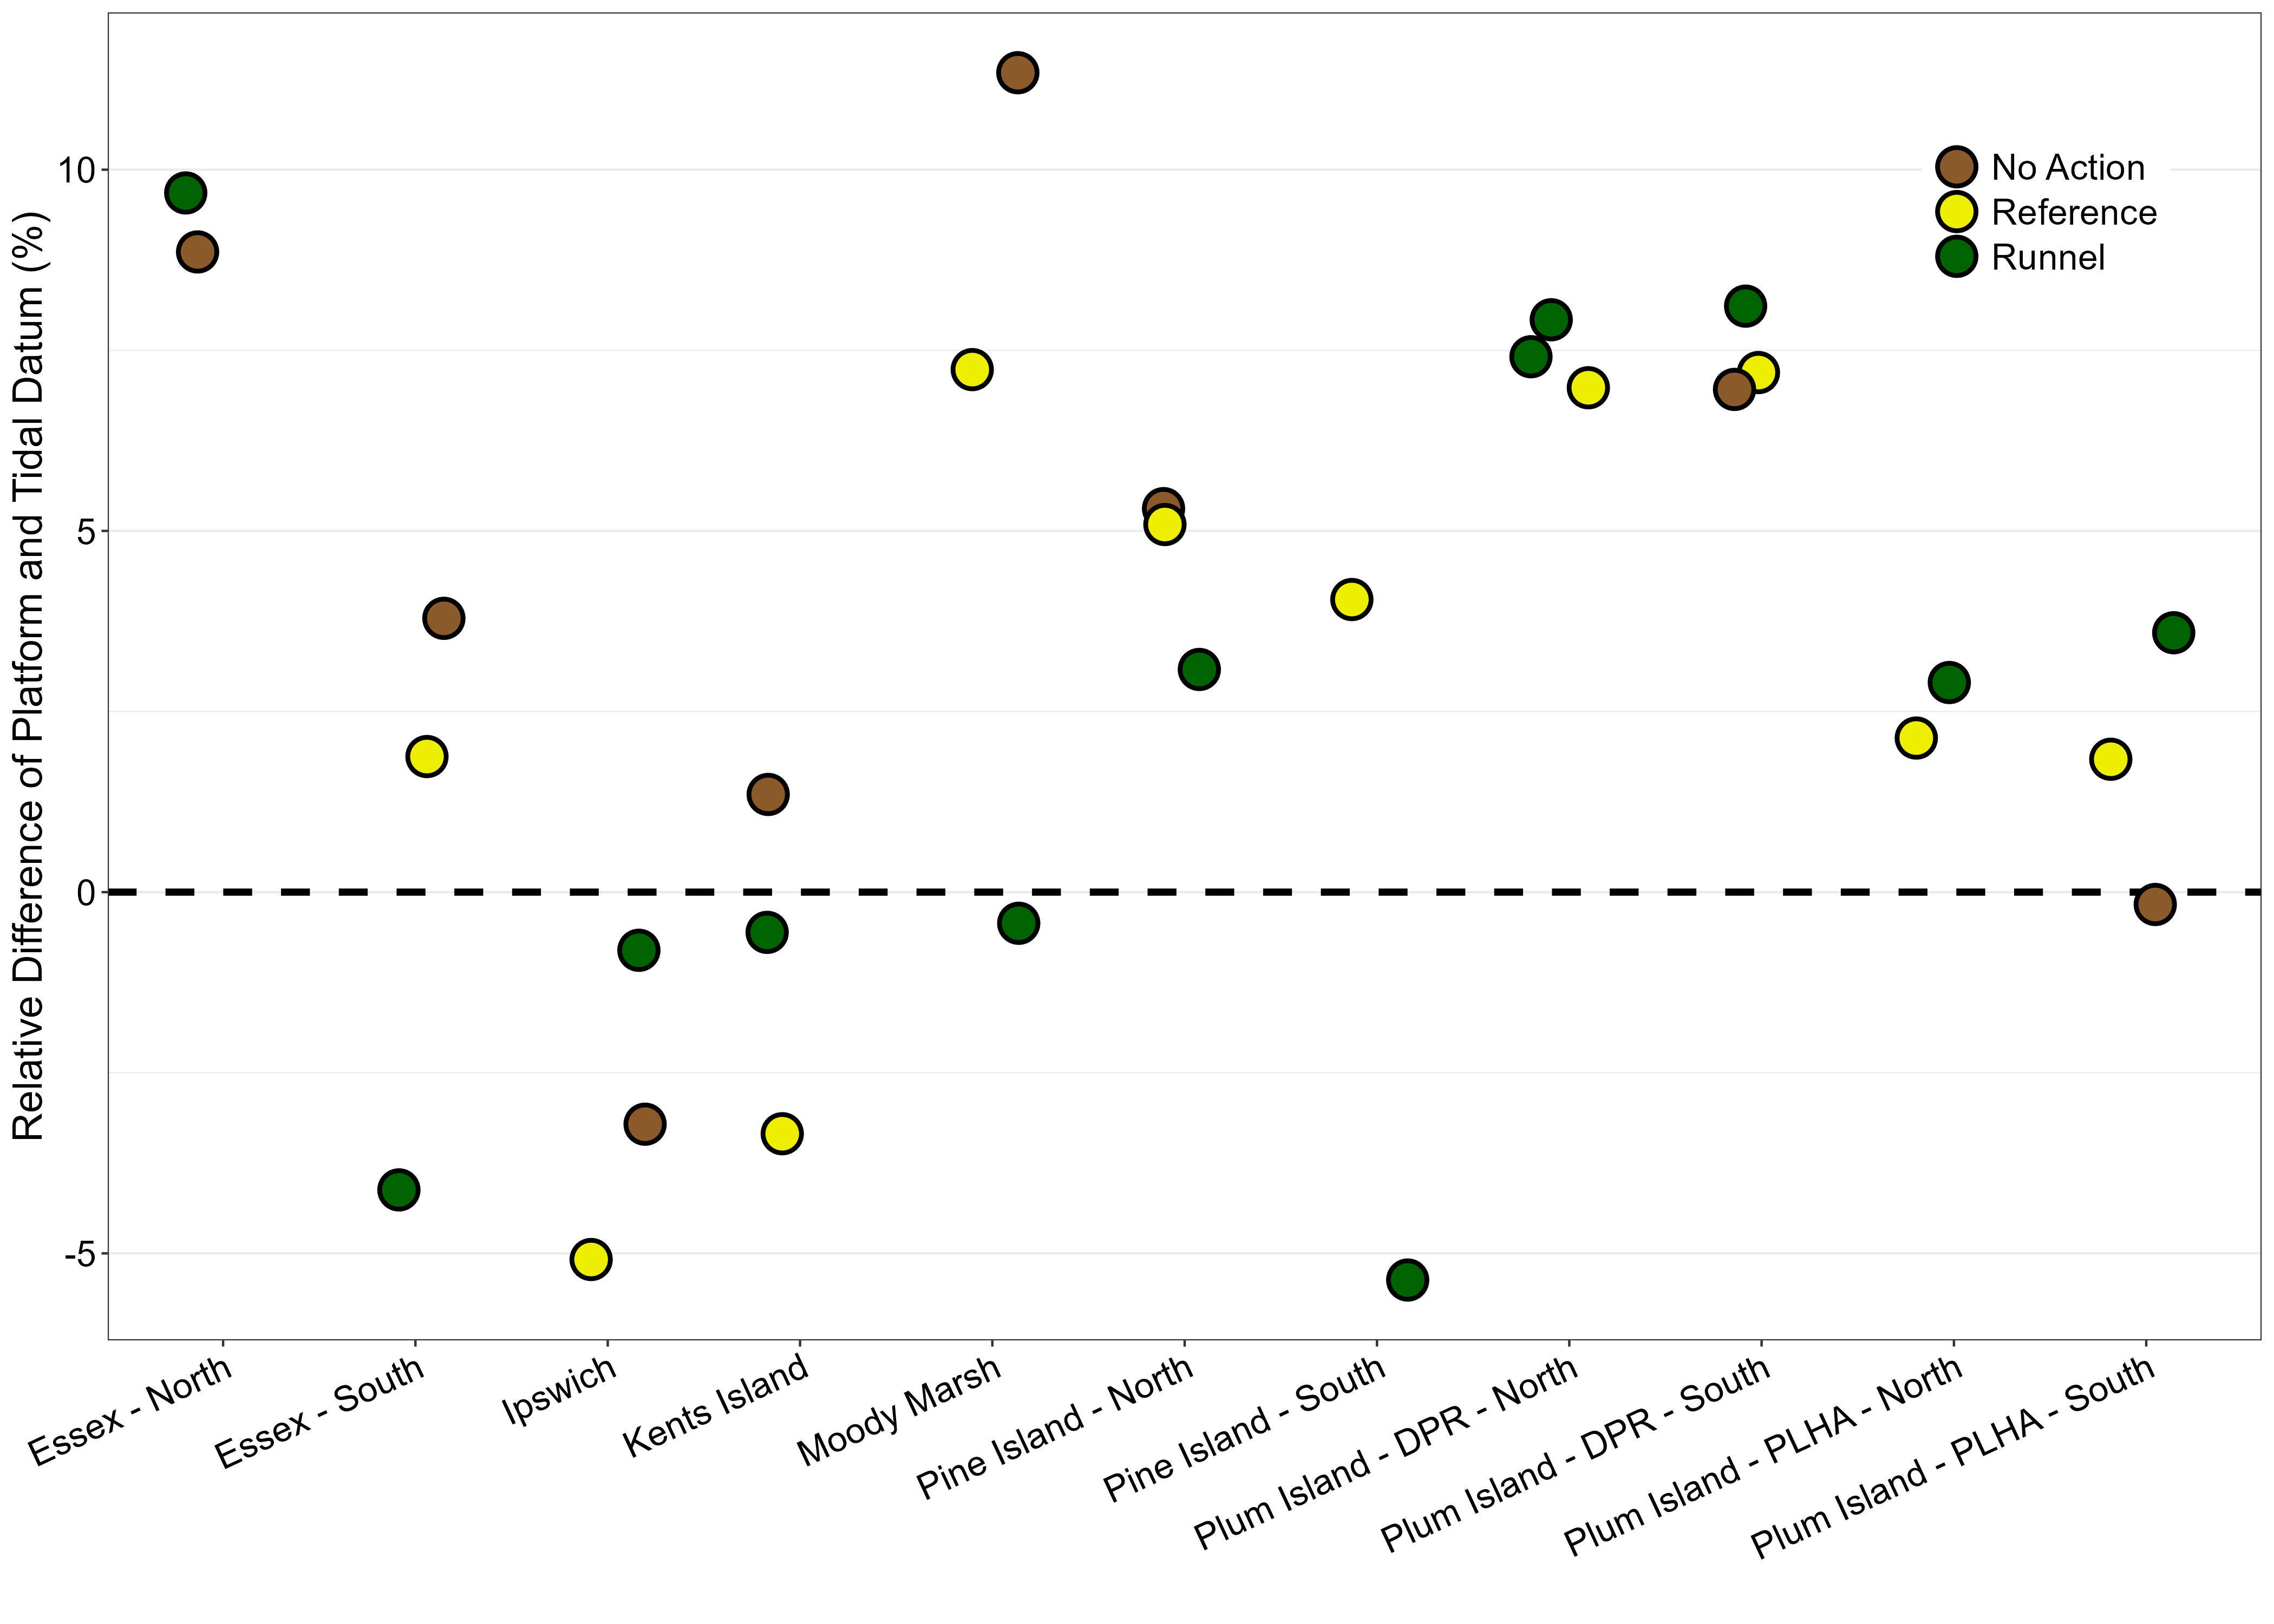 Relative Difference of Platform and Tidal Datum (%)
10
5
0
-5
No Action
Reference
Runnel
Essex - North
Essex - South
Ipswich
Kents Island
Moody Marsh
Pine Island - North
Pine Island - South
Plum Island - DPR - North
Plum Island - DPR - South
Plum Island - PLHA - North
Plum Island - PLHA - South